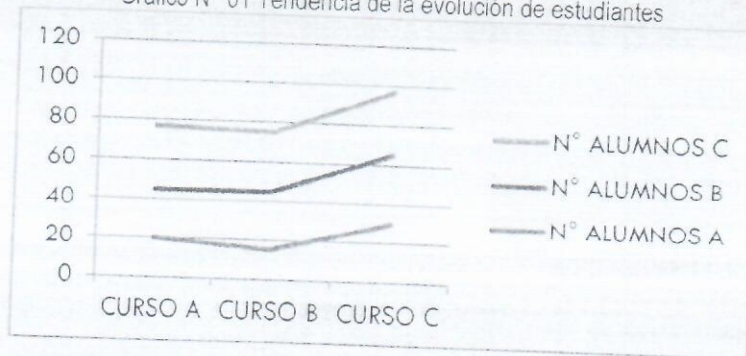 Gráfico N° 01 Tendencia de la evolución de estudiantes
120
100
80
60
40
20
0
CURSO A CURSO B CURSO C
N° ALUMNOS C
N° ALUMNOS B
N° ALUMNOS A